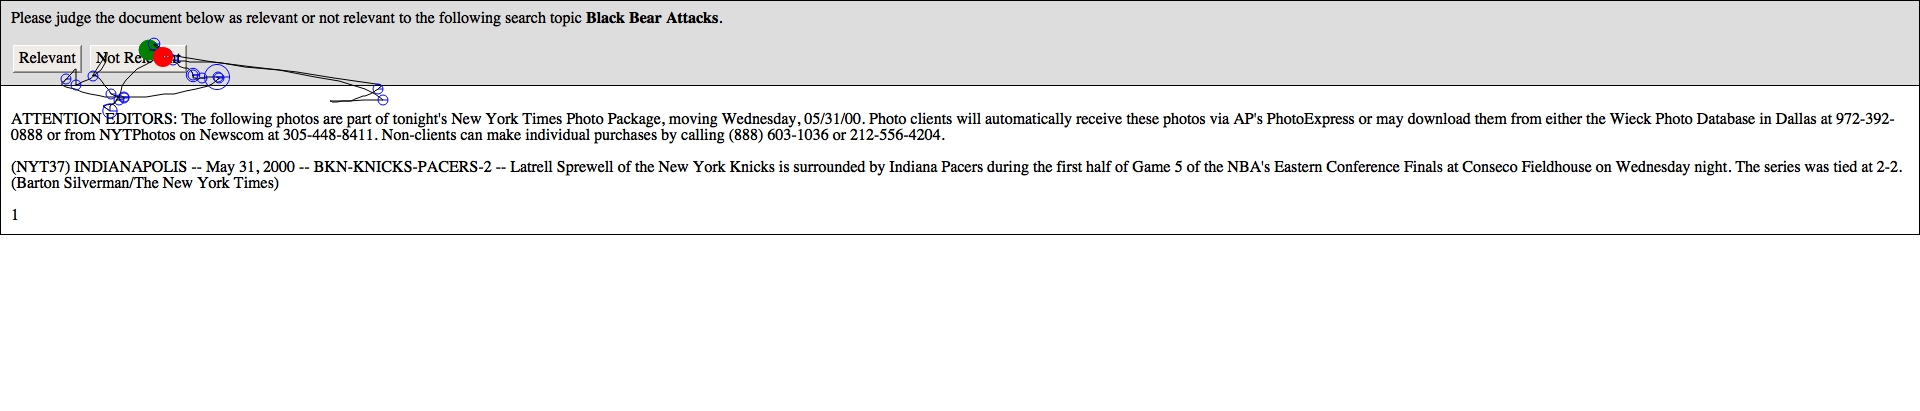 Please judge the document below as relevant or not relevant to the following search topic Black Bear Attacks.
Relevant Not Relevant
ATTENTION EDITORS: The following photos are part of tonight's New York Times Photo Package, moving Wednesday, 05/31/00. Photo clients will automatically receive these photos via AP's PhotoExpress or may download them from either the Wieck Photo Database in Dallas at 972-392-
0888 or from NYTPhotos on Newscom at 305-448-8411. Non-clients can make individual purchases by calling (888) 603-1036 or 212-556-4204.
(NYT37) INDIANAPOLIS -- May 31, 2000 -- BKN-KNICKS-PACERS-2 -- Latrell Sprewell of the New York Knicks is surrounded by Indiana Pacers during the first half of Game 5 of the NBA's Eastern Conference Finals at Conseco Fieldhouse on Wednesday night. The series was tied at 2-2.
(Barton Silverman/The New York Times)
1